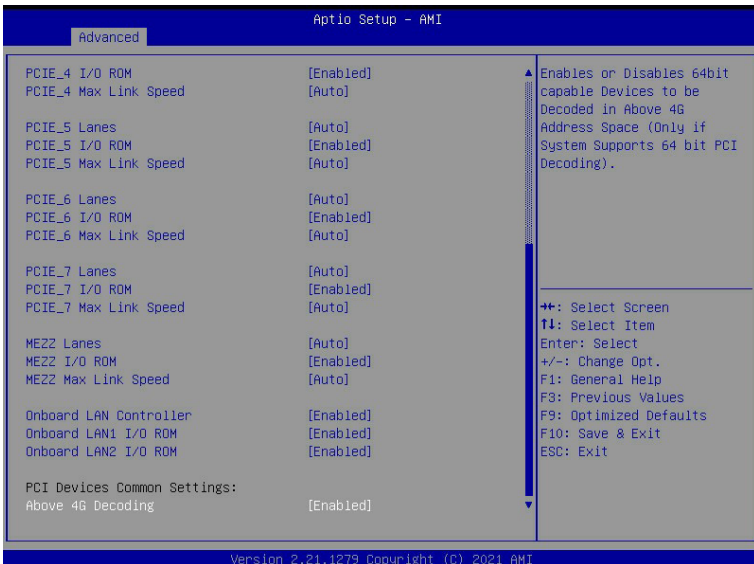 Aptio Setup – AMI
Advanced
PCIE_4 I/O ROM [Enabled]
PCIE_4 Max Link Speed [Auto]
PCIE_5 Lanes [Auto]
PCIE_5 I/O ROM [Enabled]
PCIE_5 Max Link Speed [Auto]
PCIE_6 Lanes [Auto]
PCIE_6 I/O ROM [Enabled]
PCIE_6 Max Link Speed [Auto]
PCIE_7 Lanes [Auto]
PCIE_7 I/O ROM [Enabled]
PCIE_7 Max Link Speed [Auto]
MEZZ Lanes [Auto]
MEZZ I/O ROM [Enabled]
MEZZ Max Link Speed [Auto]
Onboard LAN Controller [Enabled]
Onboard LAN1 I/O ROM [Enabled]
Onboard LAN2 I/O ROM [Enabled]
PCI Devices Common Settings:
Above 4G Decoding [Enabled]
Enables or Disables 64bit
capable Devices to be
Decoded in Above 4G
Address Space (Only if
System Supports 64 bit PCI
Decoding).
→←: Select Screen
↑↓: Select Item
Enter: Select
+/-: Change Opt.
F1: General Help
F3: Previous Values
F9: Optimized Defaults
F10: Save & Exit
ESC: Exit
Version 2.21.1279 Copyright (C) 2021 AMI